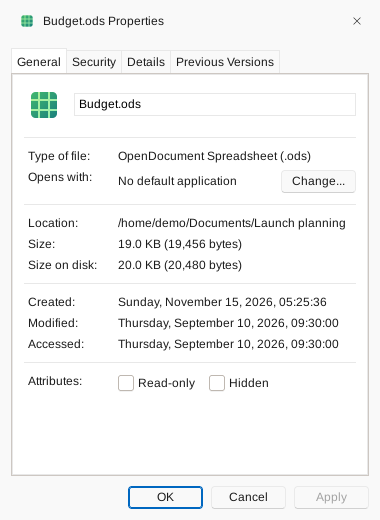 Budget.ods Properties
General Security Details Previous Versions
Budget.ods
Type of file: OpenDocument Spreadsheet (.ods)
Opens with: No default application Change...
Location: /home/demo/Documents/Launch planning
Size: 19.0 KB (19,456 bytes)
Size on disk: 20.0 KB (20,480 bytes)
Created: Sunday, November 15, 2026, 05:25:36
Modified: Thursday, September 10, 2026, 09:30:00
Accessed: Thursday, September 10, 2026, 09:30:00
Attributes: Read-only Hidden
OK Cancel Apply